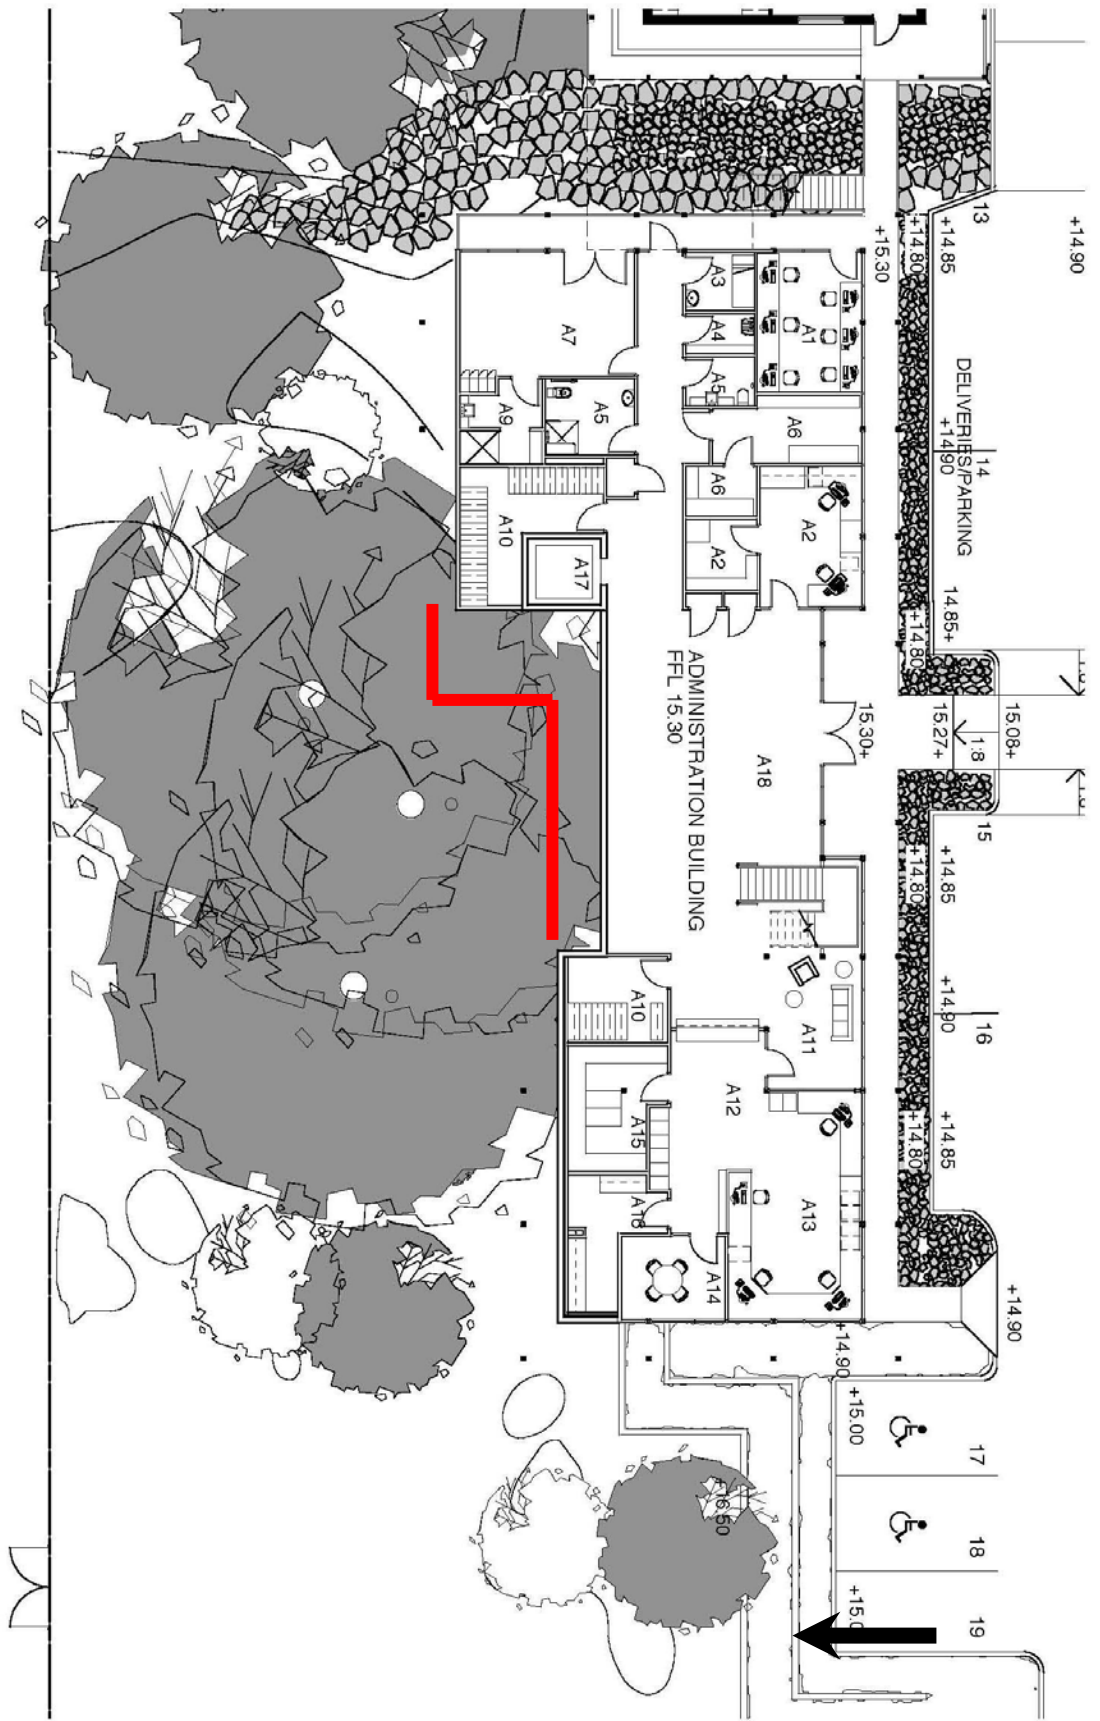 13
+14.90
+14.85
+14.80
+15.30
DELIVERIES/PARKING
14
+14.90
14.85+
+14.80
15.08+
1:8
15.27+
15.30+
15
+14.85
+14.80
+14.90
16
+14.85
+14.80
+14.90
+14.90
+15.00
17
18
19
+16.50
A1
A3
A4
A5
A6
A7
A5
A9
A6
A2
A2
A10
A17
ADMINISTRATION BUILDING
FFL 15.30
A18
A11
A10
A12
A15
A13
A16
A14